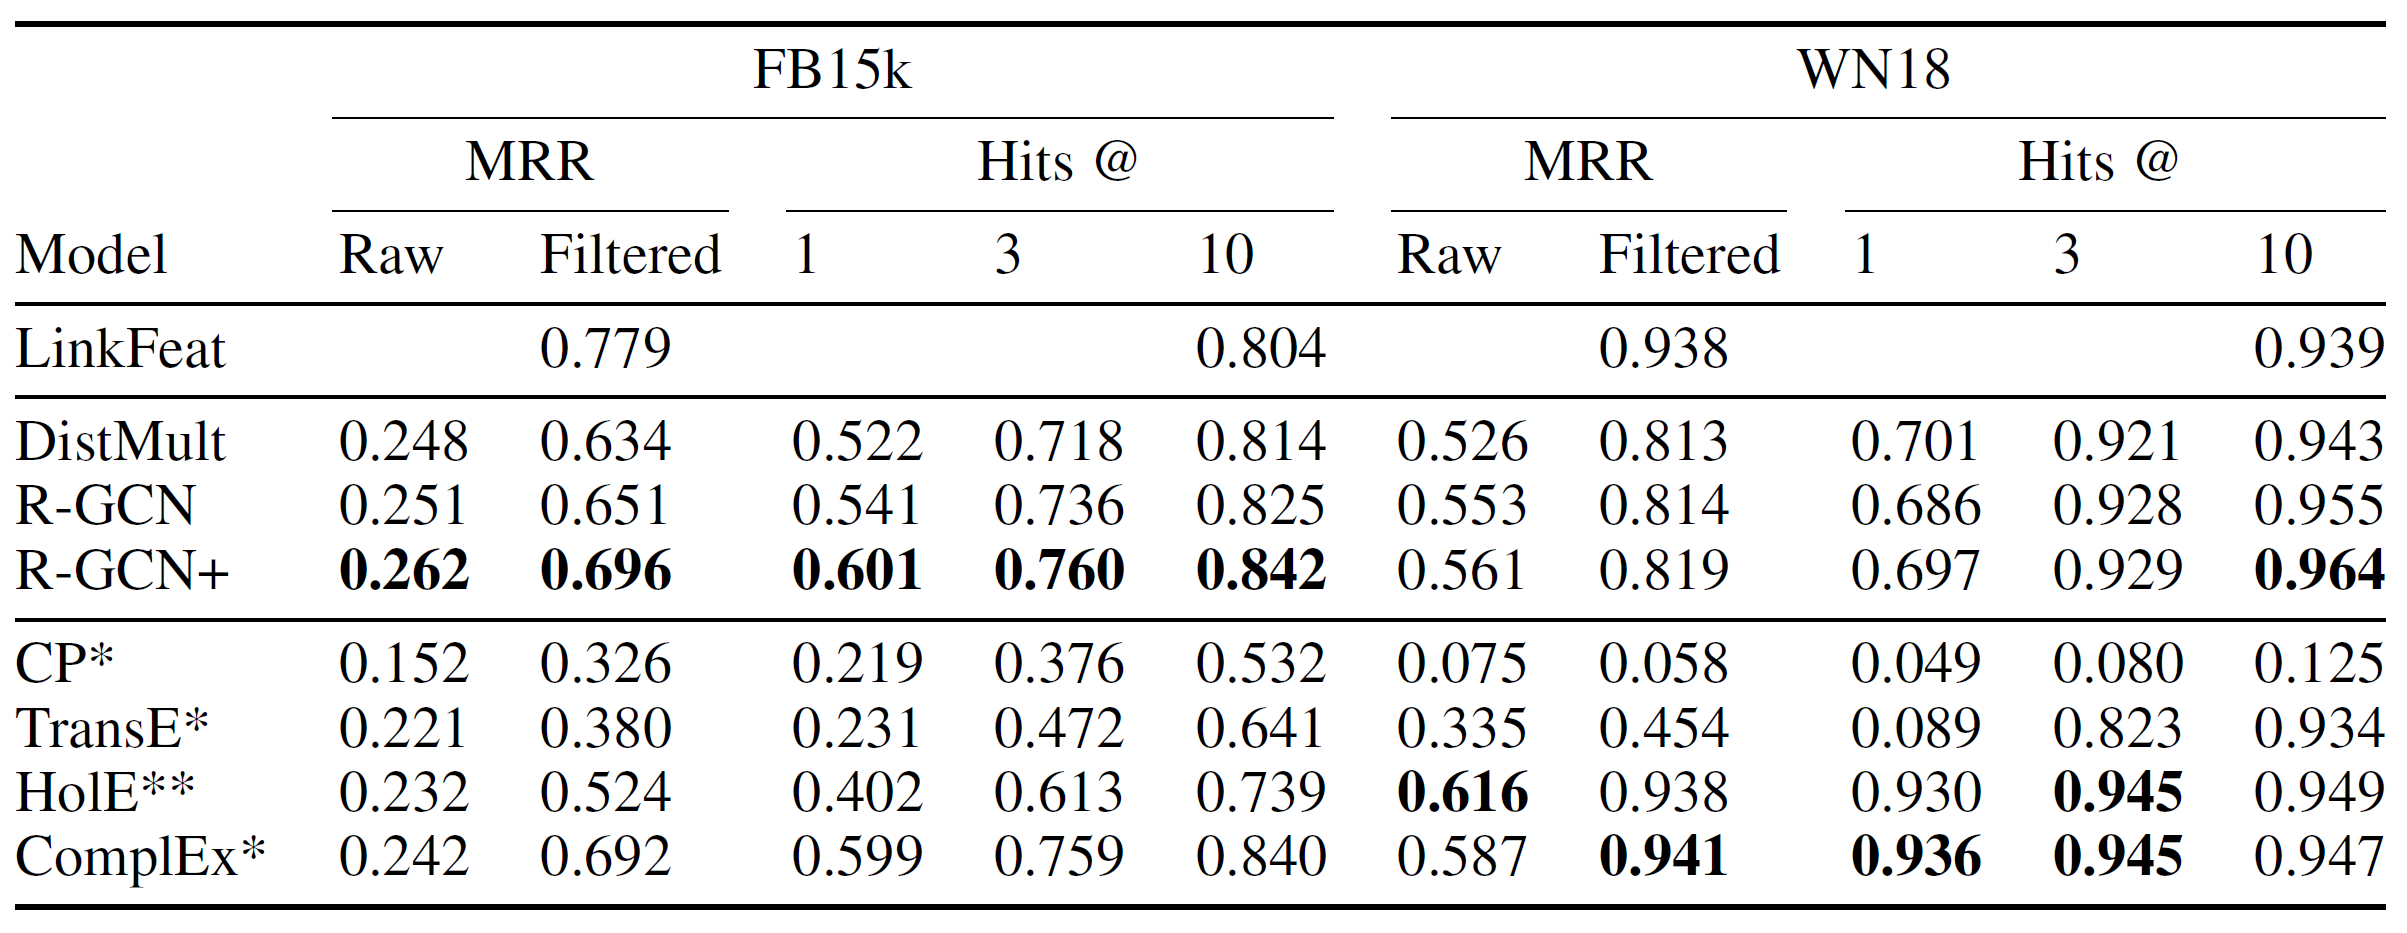 FB15k WN18
MRR Hits @ MRR Hits @
Model Raw Filtered 1 3 10 Raw Filtered 1 3 10
LinkFeat 0.779 0.804 0.938 0.939
DistMult 0.248 0.634 0.522 0.718 0.814 0.526 0.813 0.701 0.921 0.943
R-GCN 0.251 0.651 0.541 0.736 0.825 0.553 0.814 0.686 0.928 0.955
R-GCN+ 0.262 0.696 0.601 0.760 0.842 0.561 0.819 0.697 0.929 0.964
CP* 0.152 0.326 0.219 0.376 0.532 0.075 0.058 0.049 0.080 0.125
TransE* 0.221 0.380 0.231 0.472 0.641 0.335 0.454 0.089 0.823 0.934
HolE** 0.232 0.524 0.402 0.613 0.739 0.616 0.938 0.930 0.945 0.949
ComplEx* 0.242 0.692 0.599 0.759 0.840 0.587 0.941 0.936 0.945 0.947